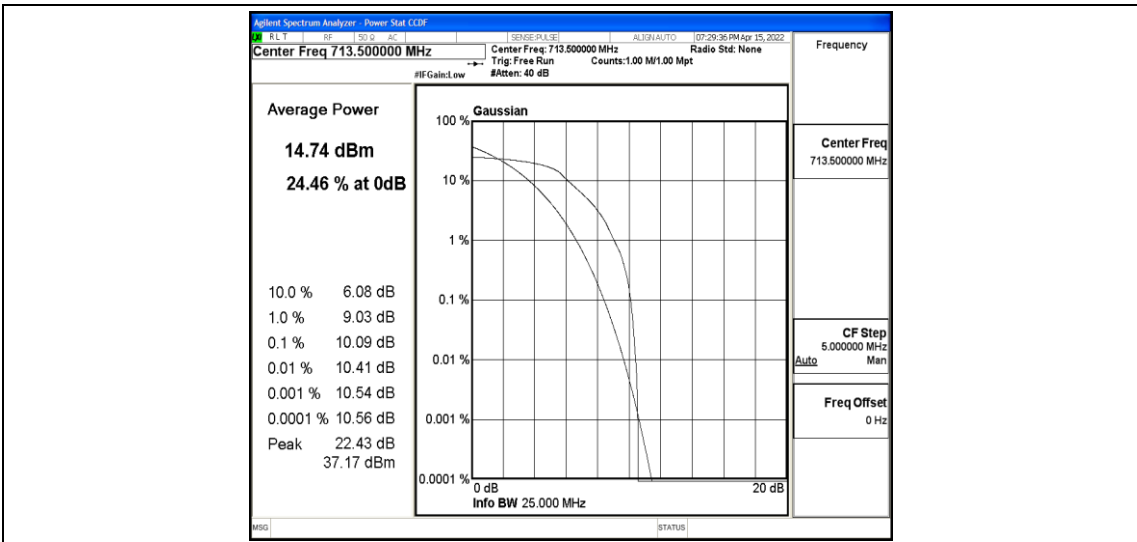 Agilent Spectrum Analyzer - Power Stat CCDF
LXI RLT RF 50 Ω AC SENSE:PULSE ALIGNAUTO 07:29:36 PM Apr 15, 2022
Center Freq 713.500000 MHz
Center Freq: 713.500000 MHz Radio Std: None
Trig: Free Run Counts:1.00 M/1.00 Mpt
#IFGain:Low #Atten: 40 dB
Frequency
Average Power
14.74 dBm
24.46 % at 0dB
10.0 % 6.08 dB
1.0 % 9.03 dB
0.1 % 10.09 dB
0.01 % 10.41 dB
0.001 % 10.54 dB
0.0001 % 10.56 dB
Peak 22.43 dB
37.17 dBm
Gaussian
100 %
10 %
1 %
0.1 %
0.01 %
0.001 %
0.0001 %
0 dB 20 dB
Info BW 25.000 MHz
Center Freq
713.500000 MHz
CF Step
5.000000 MHz
Auto Man
Freq Offset
0 Hz
MSG STATUS